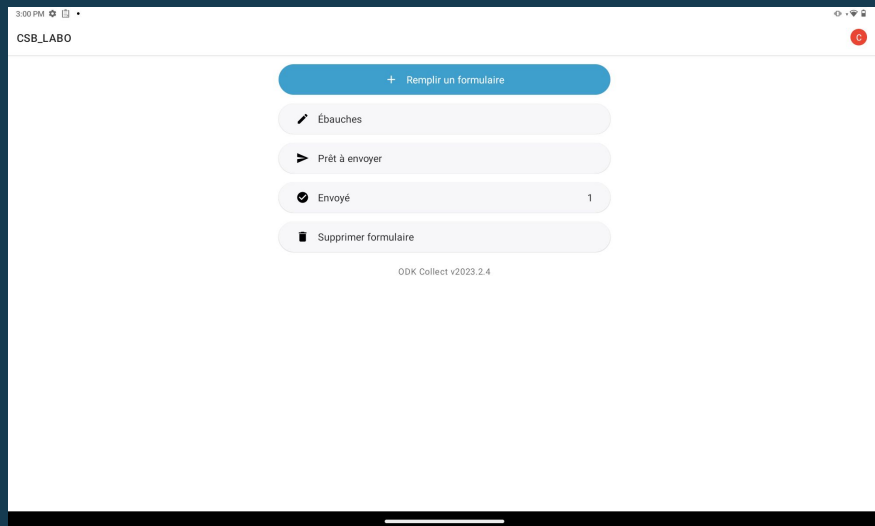 3:00 PM
CSB_LABO
C
+ Remplir un formulaire
Ébauches
Prêt à envoyer
Envoyé 1
Supprimer formulaire
ODK Collect v2023.2.4